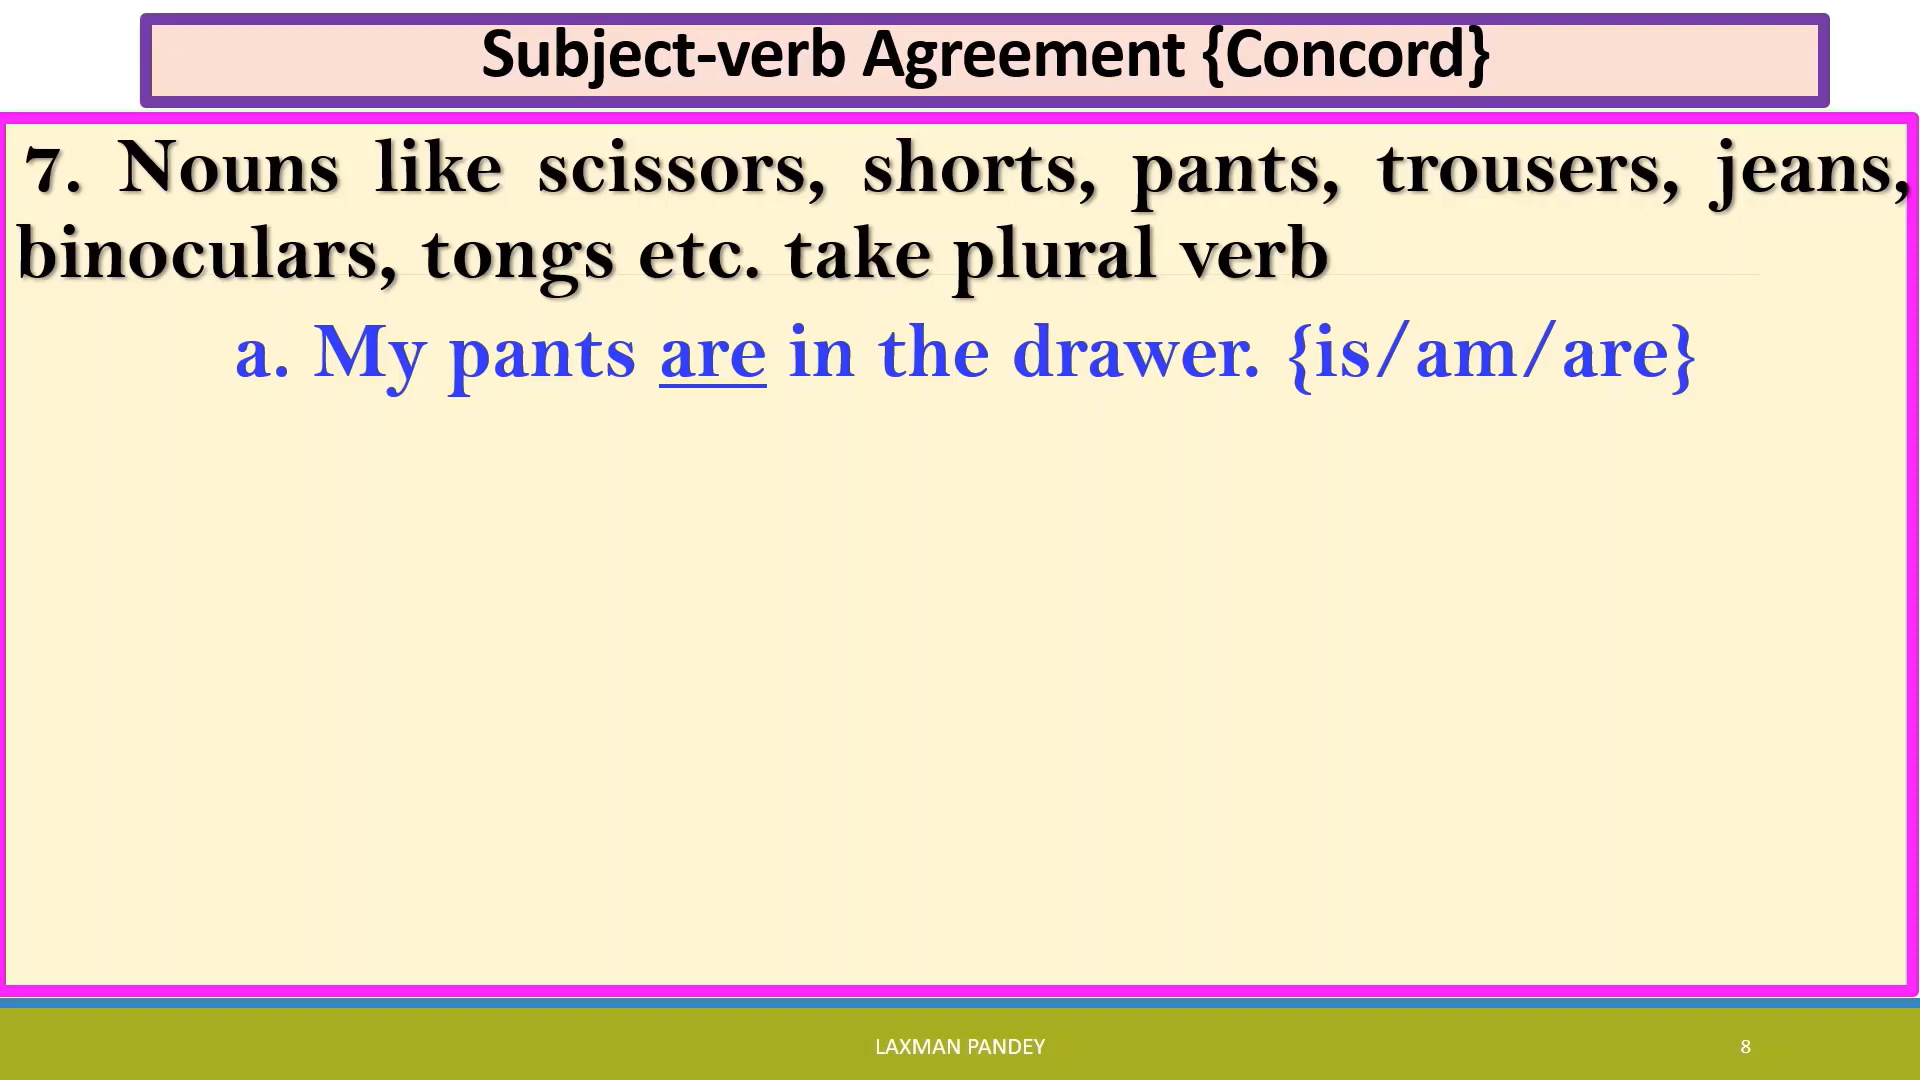 Subject-verb Agreement {Concord}
7. Nouns like scissors, shorts, pants, trousers, jeans,
binoculars, tongs etc. take plural verb
a. My pants are in the drawer. {is/am/are}
LAXMAN PANDEY
8